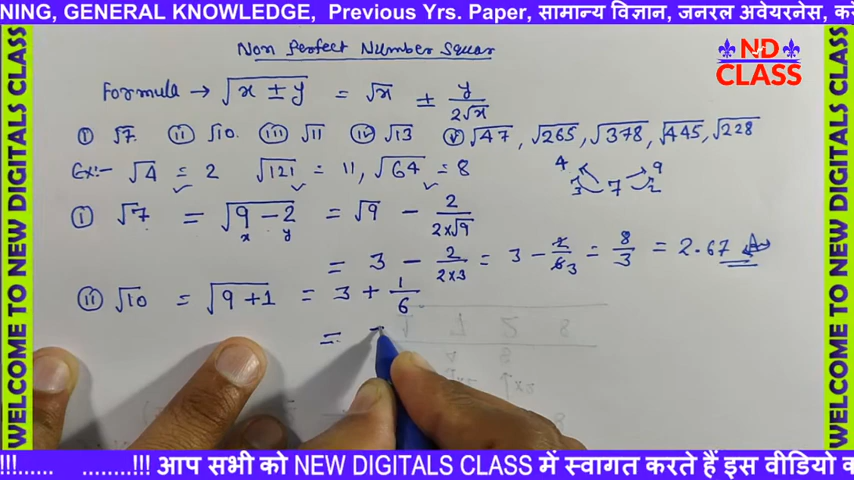 NING, GENERAL KNOWLEDGE, Previous Yrs. Paper, सामान्य विज्ञान, जनरल अवेयरनेस, करे
WELCOME TO NEW DIGITALS CLASS
ND
CLASS
Non Perfect Number Squar
Formula → √(x ± y) = √x ± y/(2√x)
(i) √7 (ii) √10. (iii) √11 (iv) √13 (v) √47, √265, √378, √445, √228
Ex:- √4 = 2 √121 = 11, √64 = 8
4 9
3 7 2
(i) √7 = √(9 - 2) = √9 - 2/(2×√9)
x y
= 3 - 2/(2×3) = 3 - 2/6 3 = 8/3 = 2.67
(ii) √10 = √(9+1) = 3 + 1/6
=
WELCOME TO NEW DIGITALS CLASS
!!!...... ........!!! आप सभी को NEW DIGITALS CLASS में स्वागत करते हैं इस वीडियो क